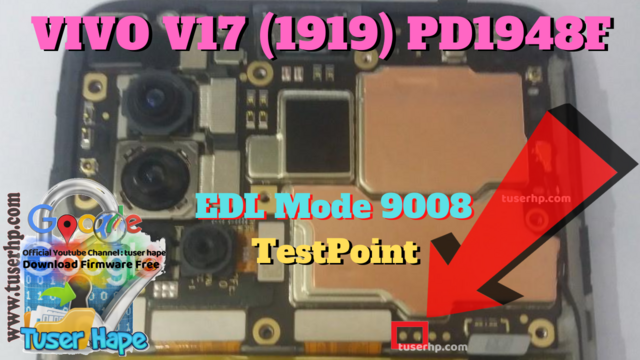 VIVO V17 (1919) PD1948F
tuserhp.com
EDL Mode 9008
TestPoint
www.tuserhp.com
Google
Official Youtube Channel : tuser hape
Download Firmware Free
Tuser Hape
tuserhp.com